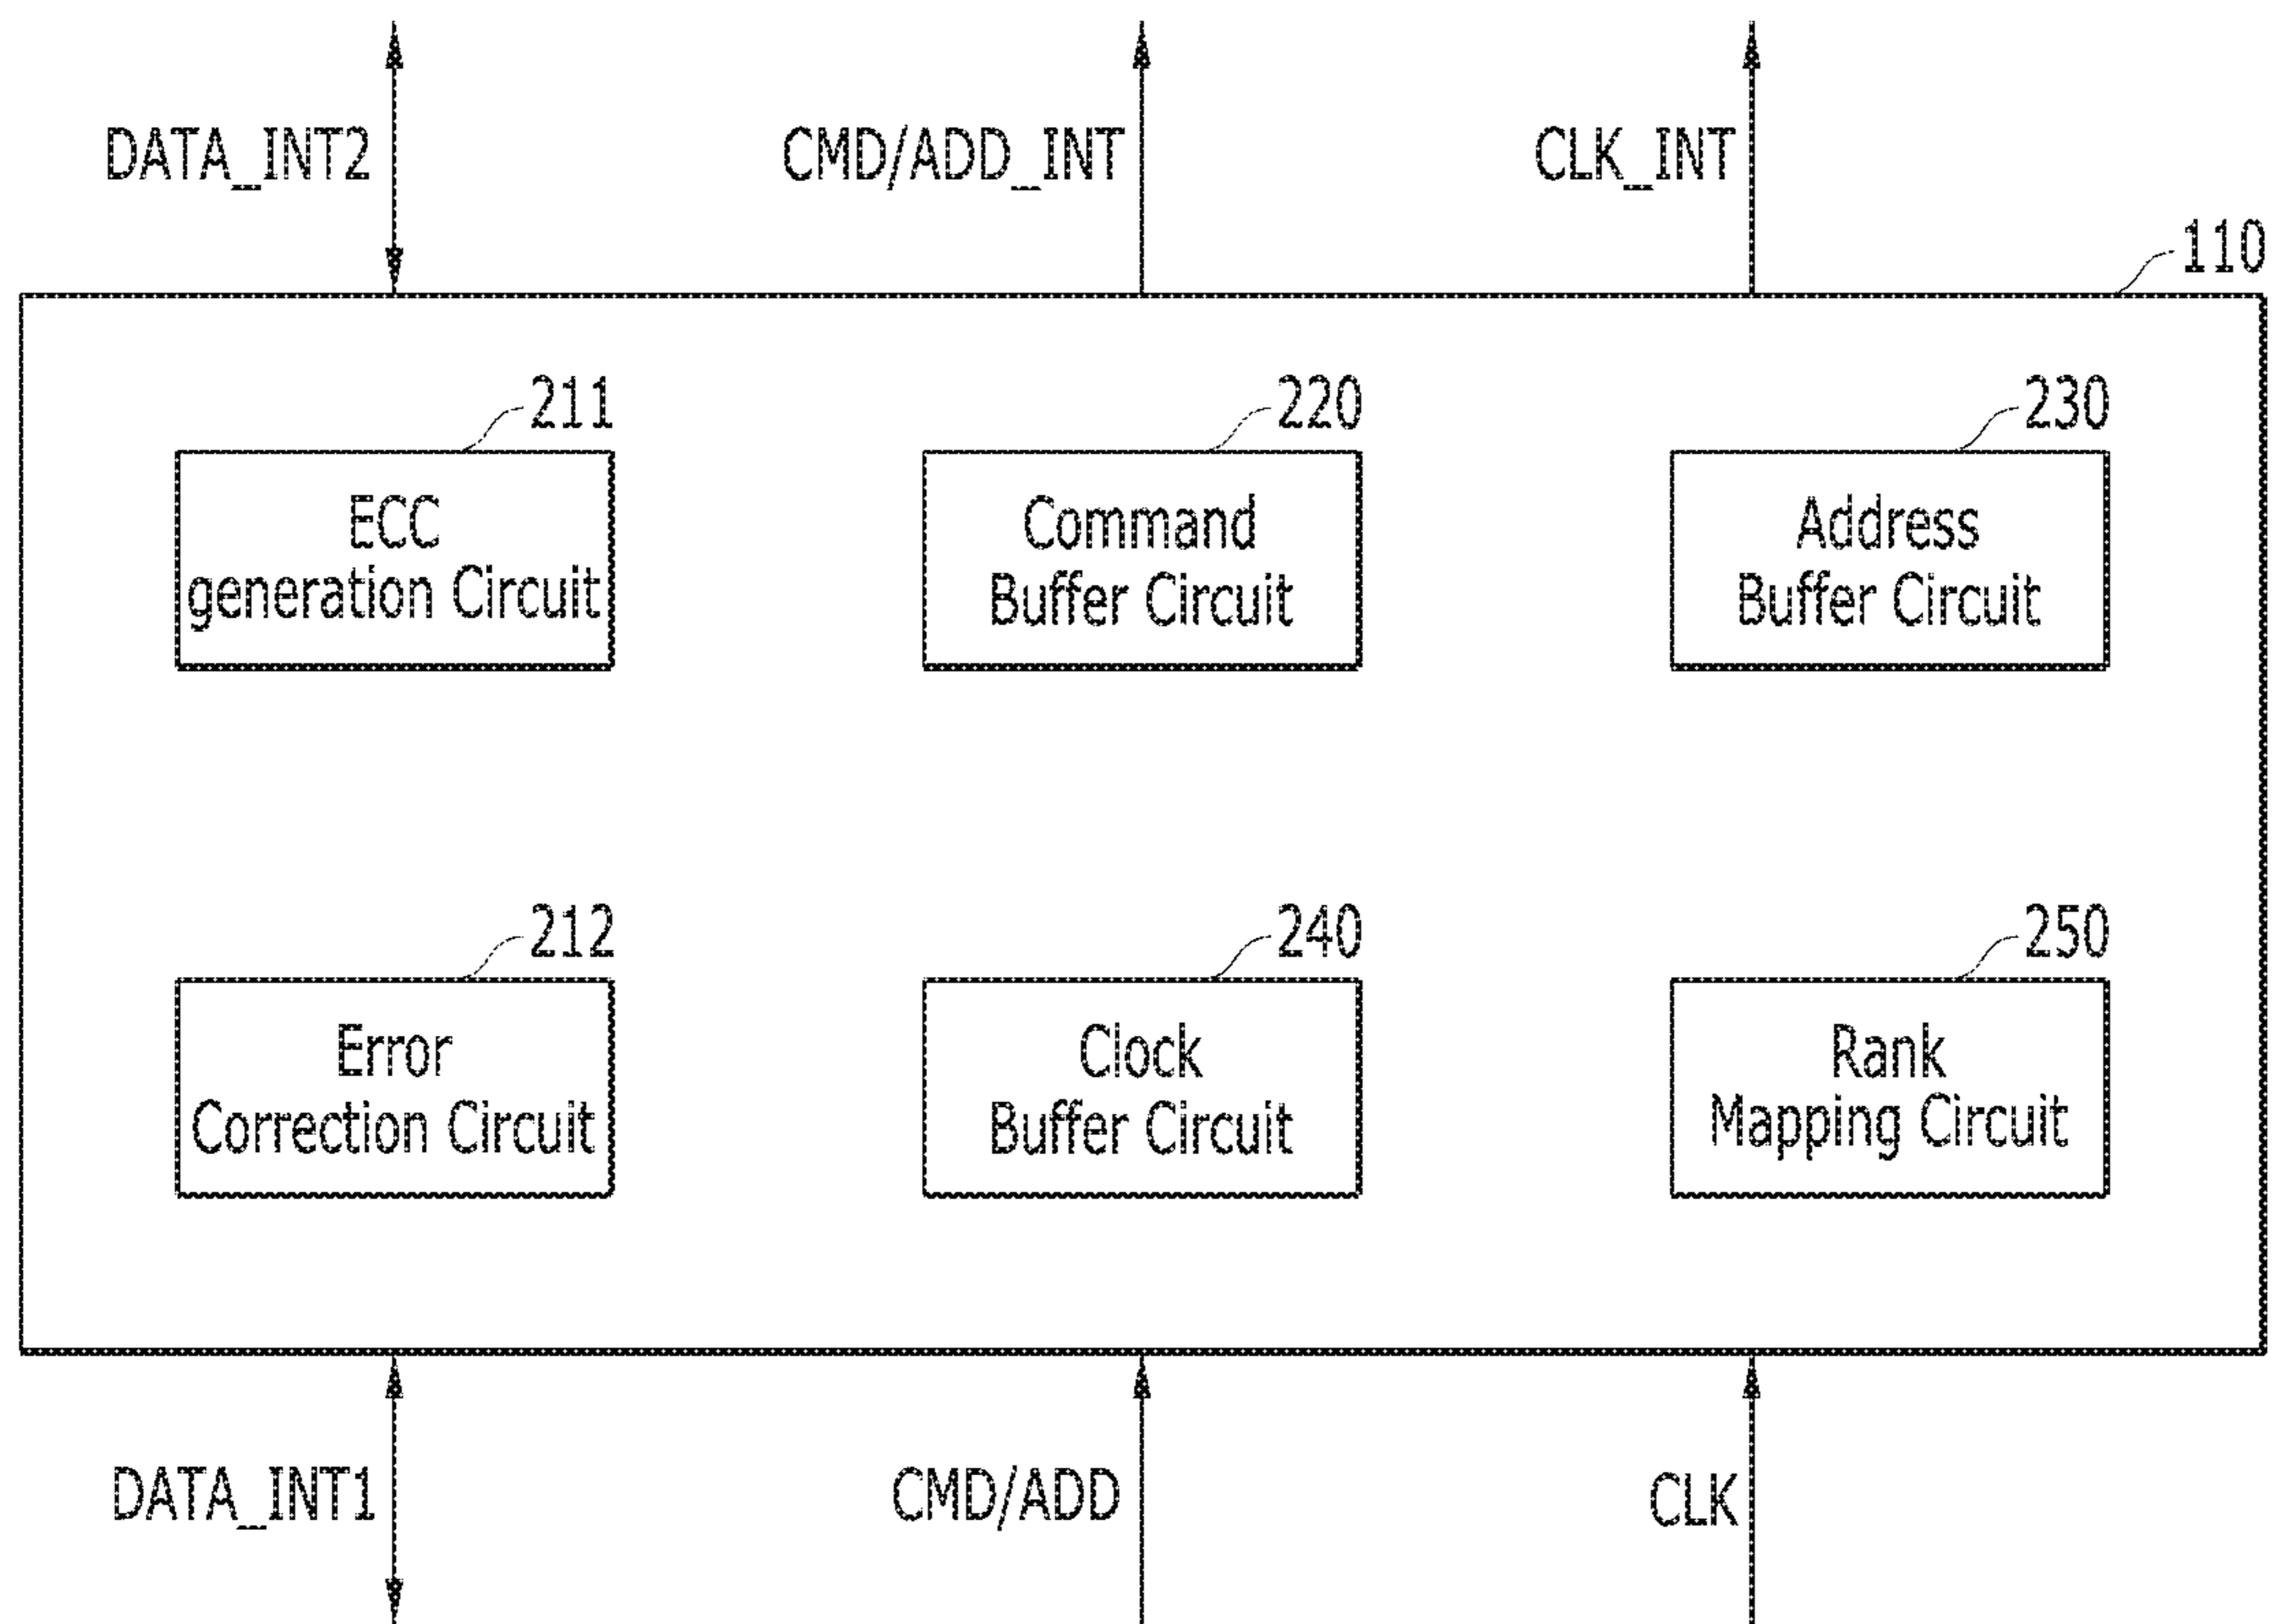 DATA_INT2
CMD/ADD_INT
CLK_INT
110
211
220
230
ECC
generation Circuit
Command
Buffer Circuit
Address
Buffer Circuit
212
240
250
Error
Correction Circuit
Clock
Buffer Circuit
Rank
Mapping Circuit
DATA_INT1
CMD/ADD
CLK